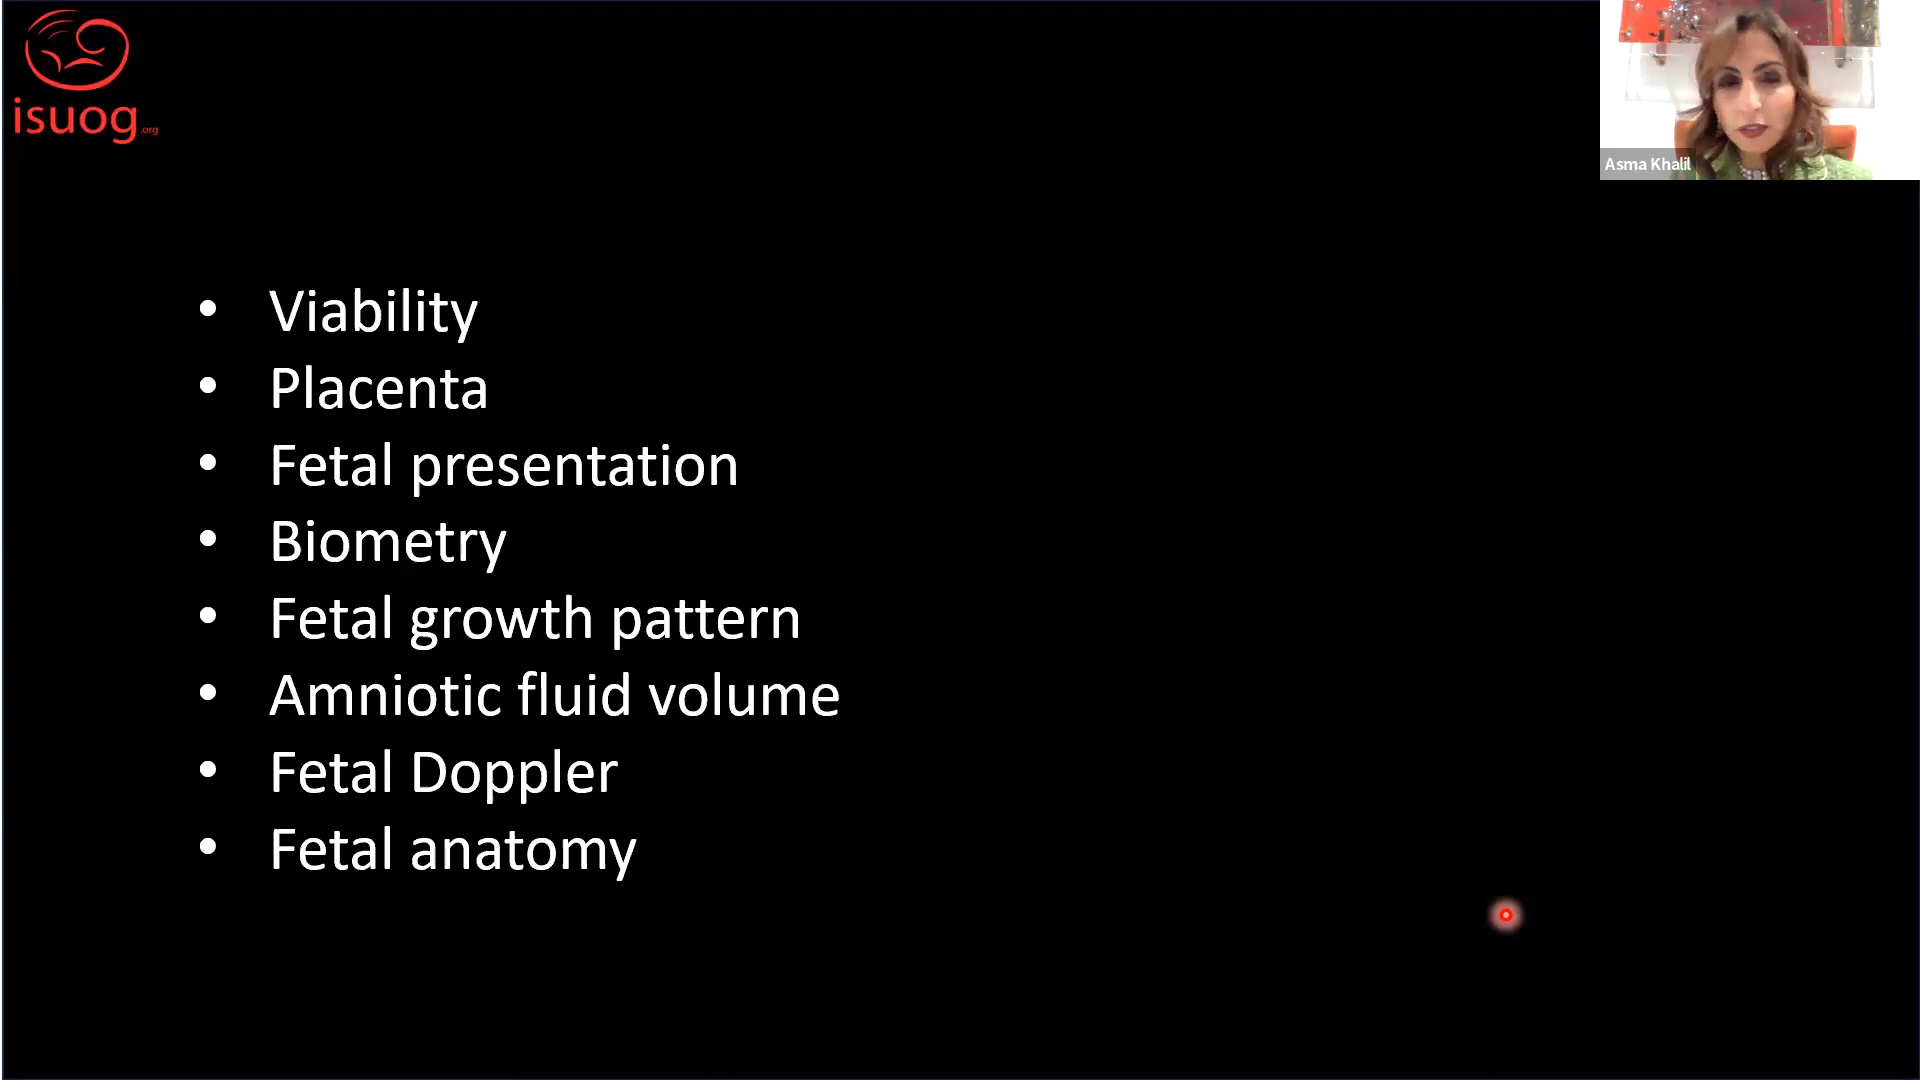 isuog.org
Asma Khalil
• Viability
• Placenta
• Fetal presentation
• Biometry
• Fetal growth pattern
• Amniotic fluid volume
• Fetal Doppler
• Fetal anatomy